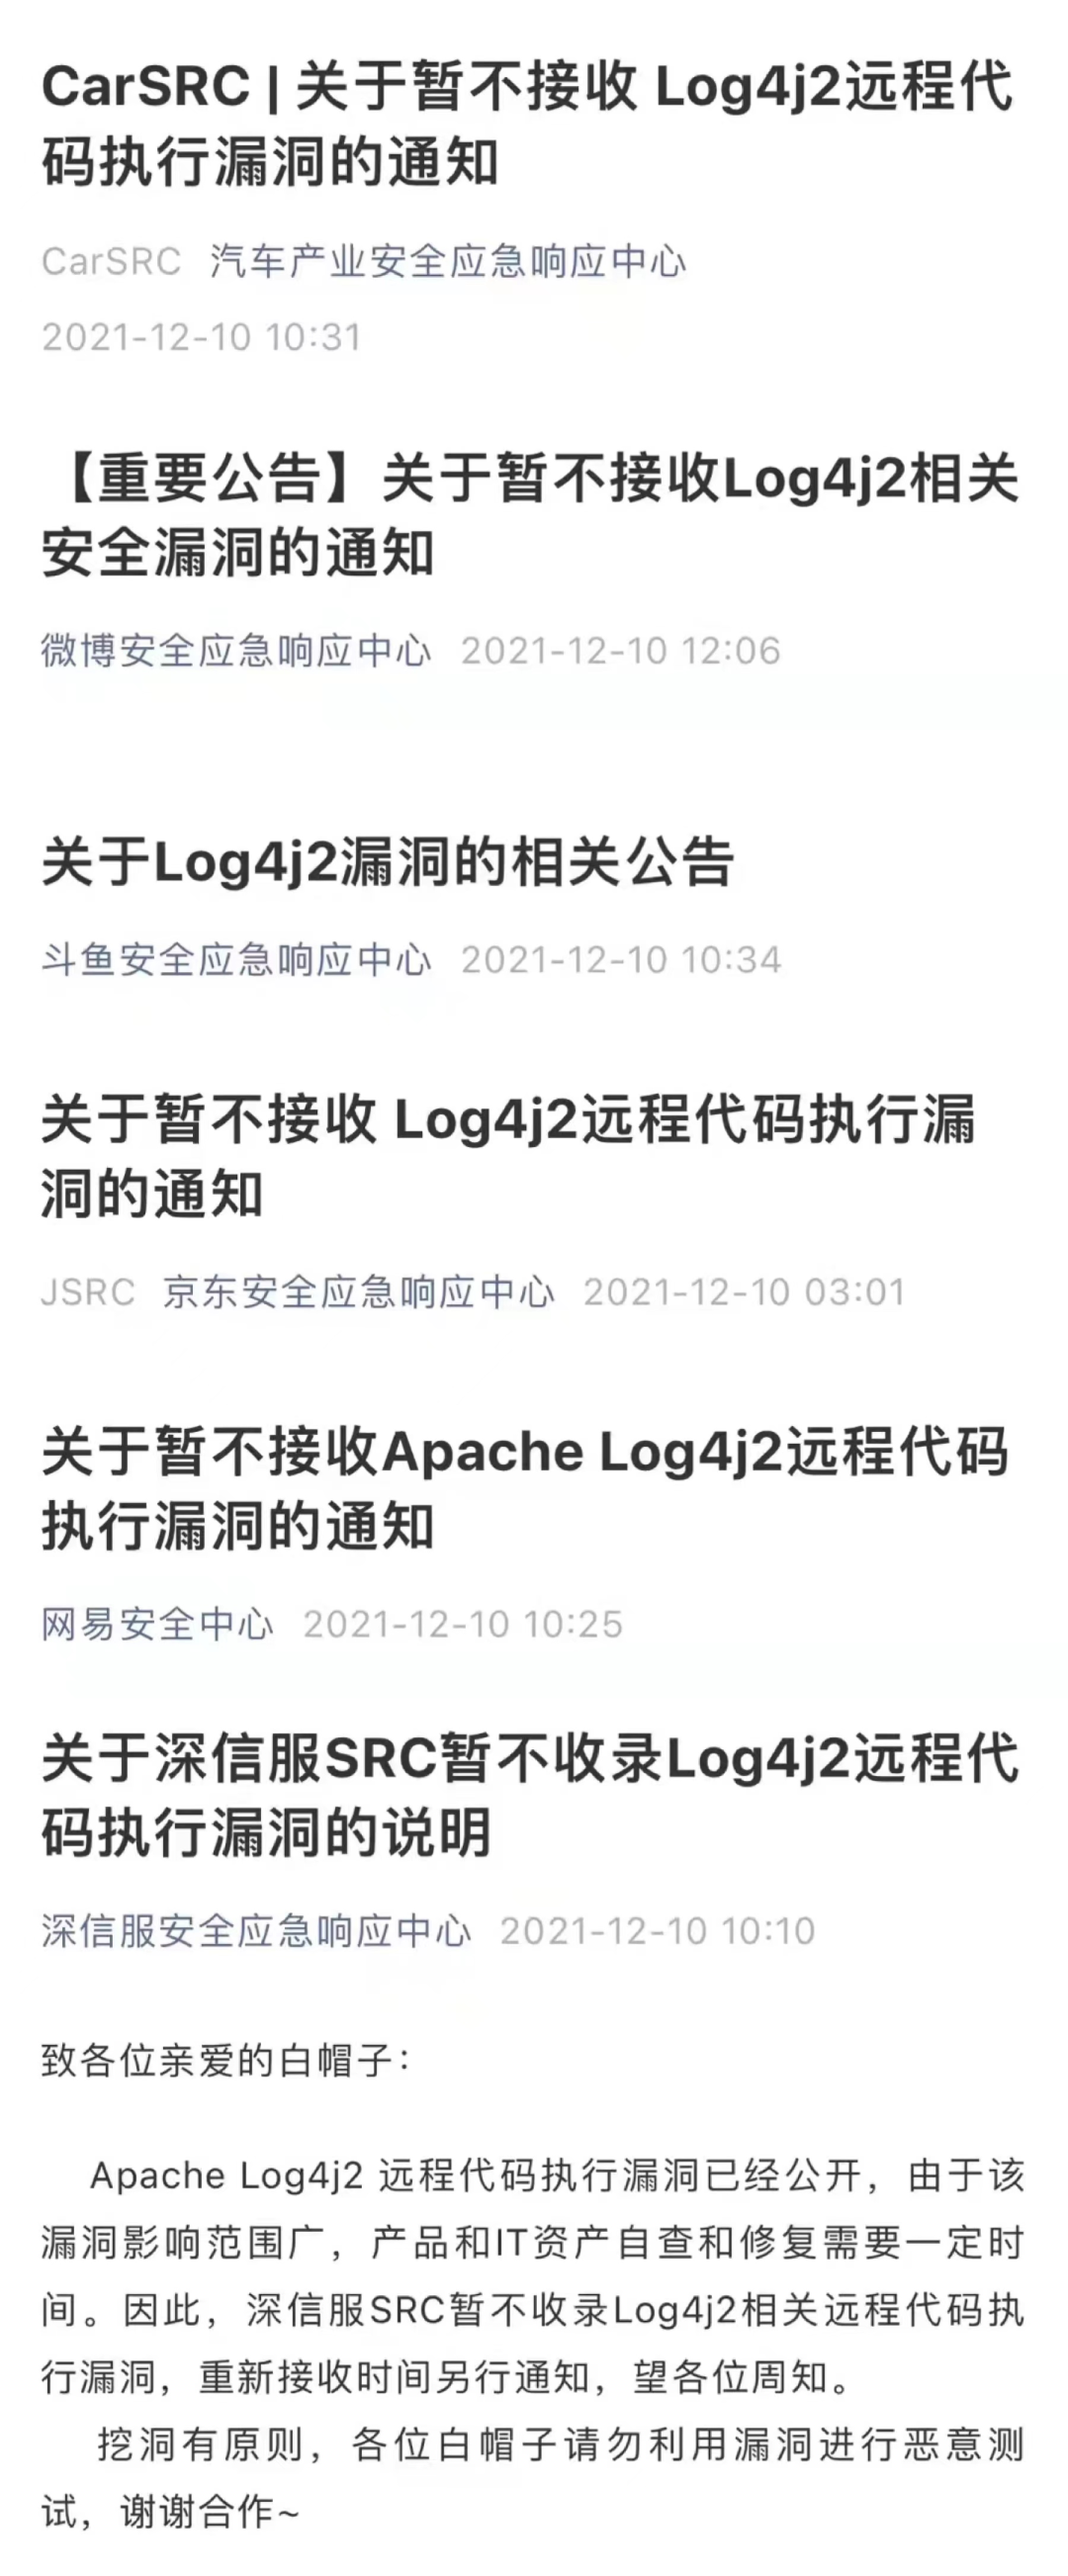 CarSRC | 关于暂不接收 Log4j2远程代
码执行漏洞的通知
CarSRC 汽车产业安全应急响应中心
2021-12-10 10:31
【重要公告】关于暂不接收Log4j2相关
安全漏洞的通知
微博安全应急响应中心 2021-12-10 12:06
关于Log4j2漏洞的相关公告
斗鱼安全应急响应中心 2021-12-10 10:34
关于暂不接收 Log4j2远程代码执行漏
洞的通知
JSRC 京东安全应急响应中心 2021-12-10 03:01
关于暂不接收Apache Log4j2远程代码
执行漏洞的通知
网易安全中心 2021-12-10 10:25
关于深信服SRC暂不收录Log4j2远程代
码执行漏洞的说明
深信服安全应急响应中心 2021-12-10 10:10
致各位亲爱的白帽子：
Apache Log4j2 远程代码执行漏洞已经公开，由于该
漏洞影响范围广，产品和IT资产自查和修复需要一定时
间。因此，深信服SRC暂不收录Log4j2相关远程代码执
行漏洞，重新接收时间另行通知，望各位周知。
挖洞有原则，各位白帽子请勿利用漏洞进行恶意测
试，谢谢合作~